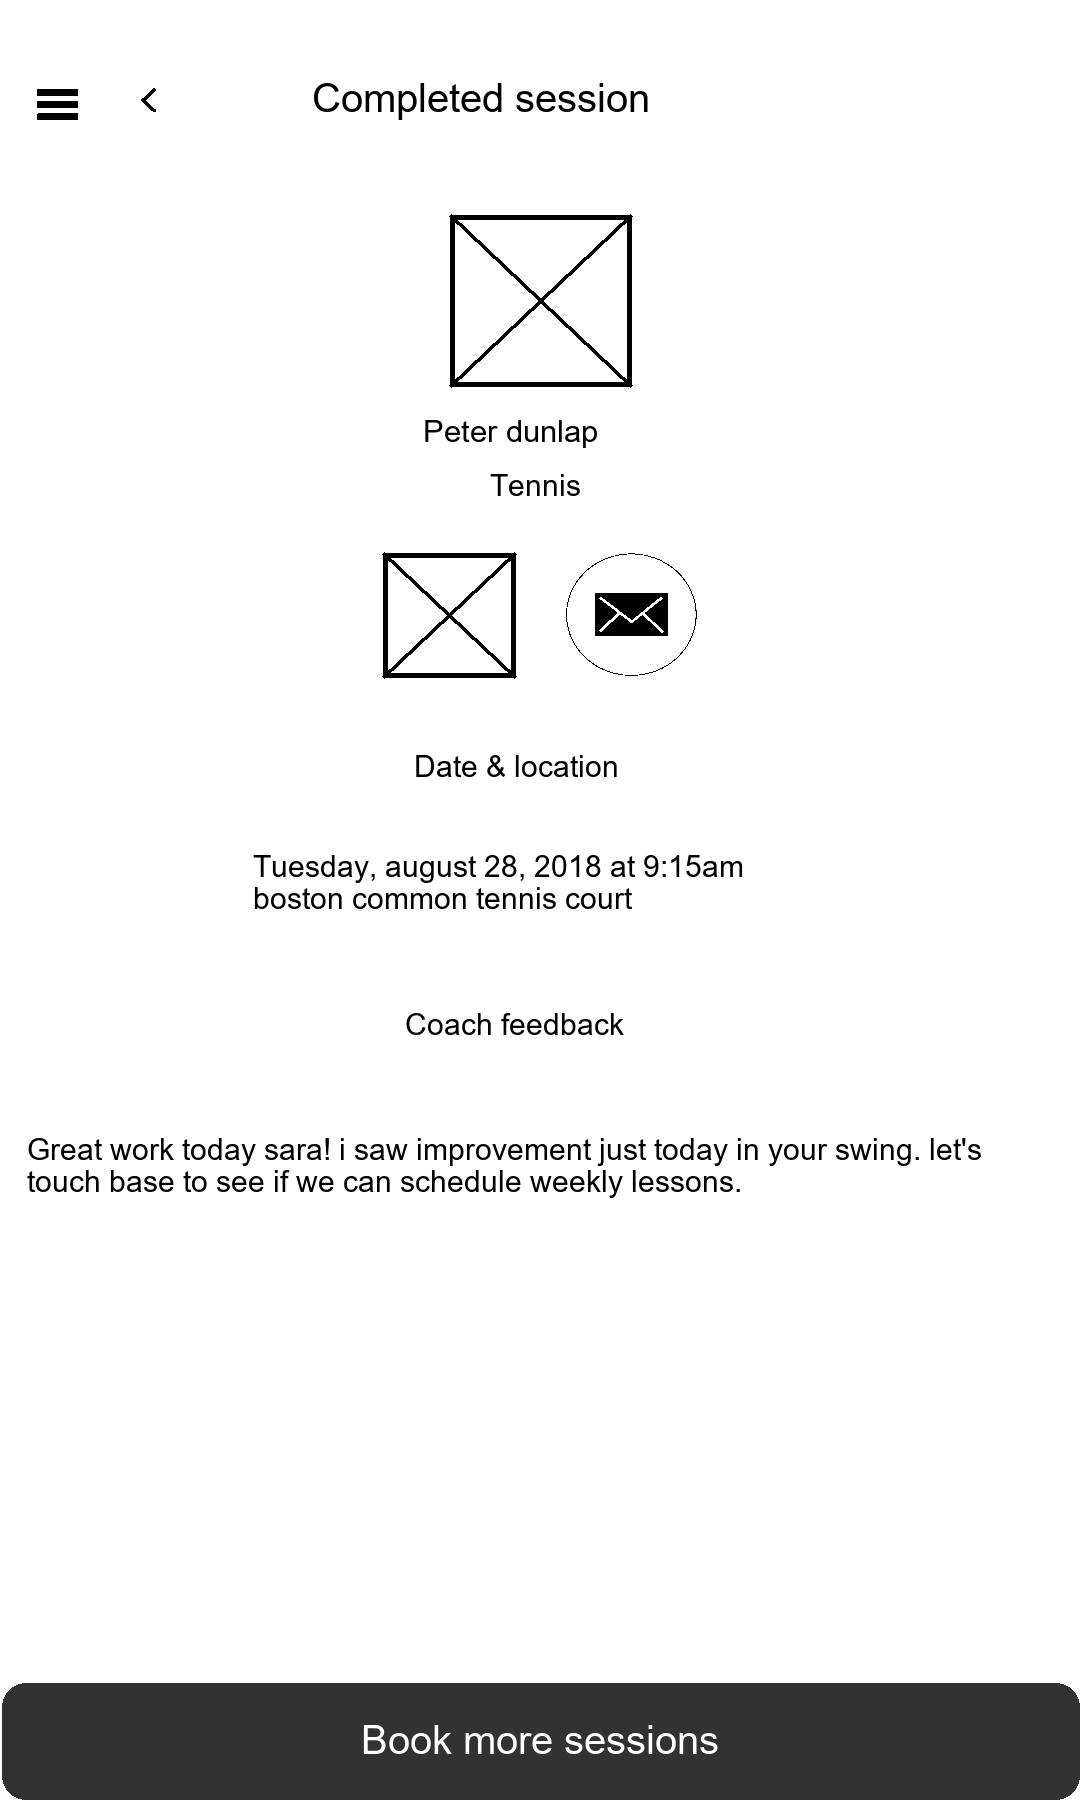 Completed session
Peter dunlap
Tennis
Date & location
Tuesday, august 28, 2018 at 9:15am
boston common tennis court
Coach feedback
Great work today sara! i saw improvement just today in your swing. let's
touch base to see if we can schedule weekly lessons.
Book more sessions